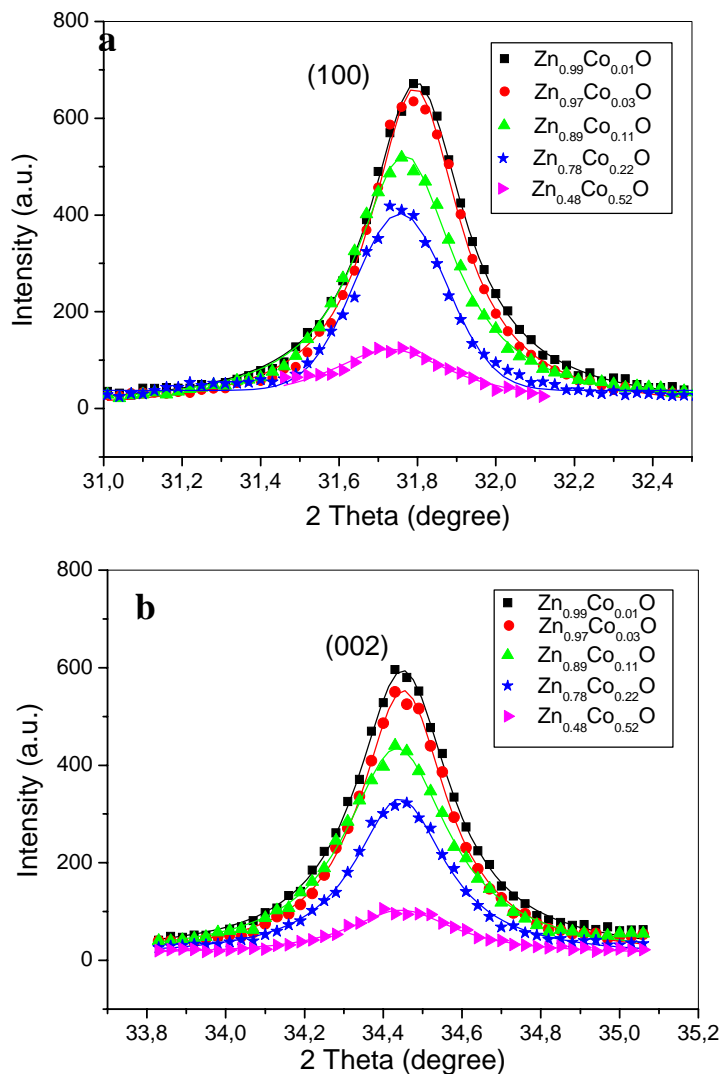 a
(100)
Zn0.99Co0.01O
Zn0.97Co0.03O
Zn0.89Co0.11O
Zn0.78Co0.22O
Zn0.48Co0.52O
800
600
400
200
0
Intensity (a.u.)
31,0 31,2 31,4 31,6 31,8 32,0 32,2 32,4
2 Theta (degree)
b
(002)
Zn0.99Co0.01O
Zn0.97Co0.03O
Zn0.89Co0.11O
Zn0.78Co0.22O
Zn0.48Co0.52O
800
600
400
200
0
Intensity (a.u.)
33,8 34,0 34,2 34,4 34,6 34,8 35,0 35,2
2 Theta (degree)